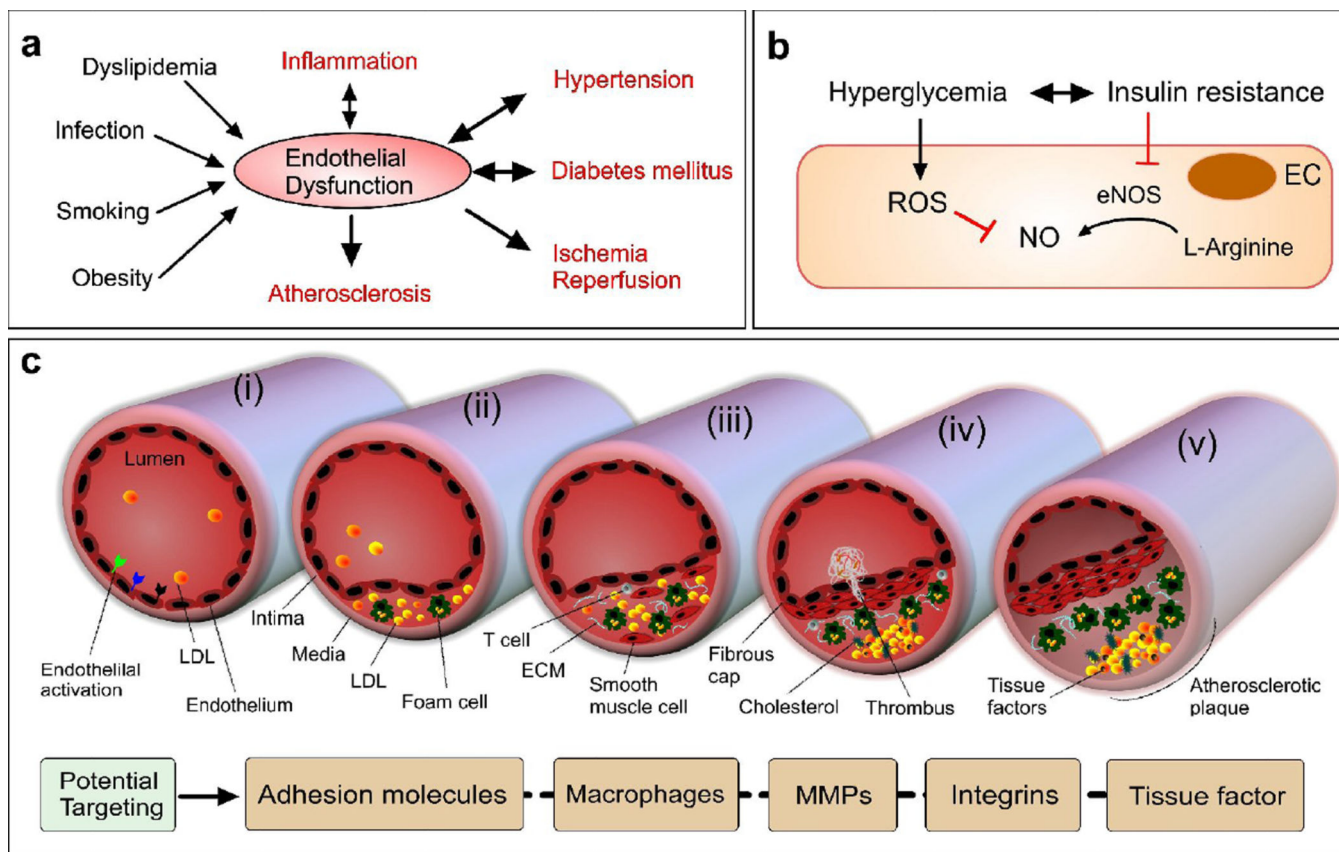 a
Dyslipidemia
Infection
Smoking
Obesity
Inflammation
Endothelial
Dysfunction
Atherosclerosis
Hypertension
Diabetes mellitus
Ischemia
Reperfusion
b
Hyperglycemia
Insulin resistance
ROS
NO
eNOS
EC
L-Arginine
c
(i)
(ii)
(iii)
(iv)
(v)
Lumen
Endothelilal
activation
LDL
Endothelium
Intima
Media
LDL
Foam cell
T cell
ECM
Smooth
muscle cell
Fibrous
cap
Cholesterol
Thrombus
Tissue
factors
Atherosclerotic
plaque
Potential
Targeting
Adhesion molecules
Macrophages
MMPs
Integrins
Tissue factor